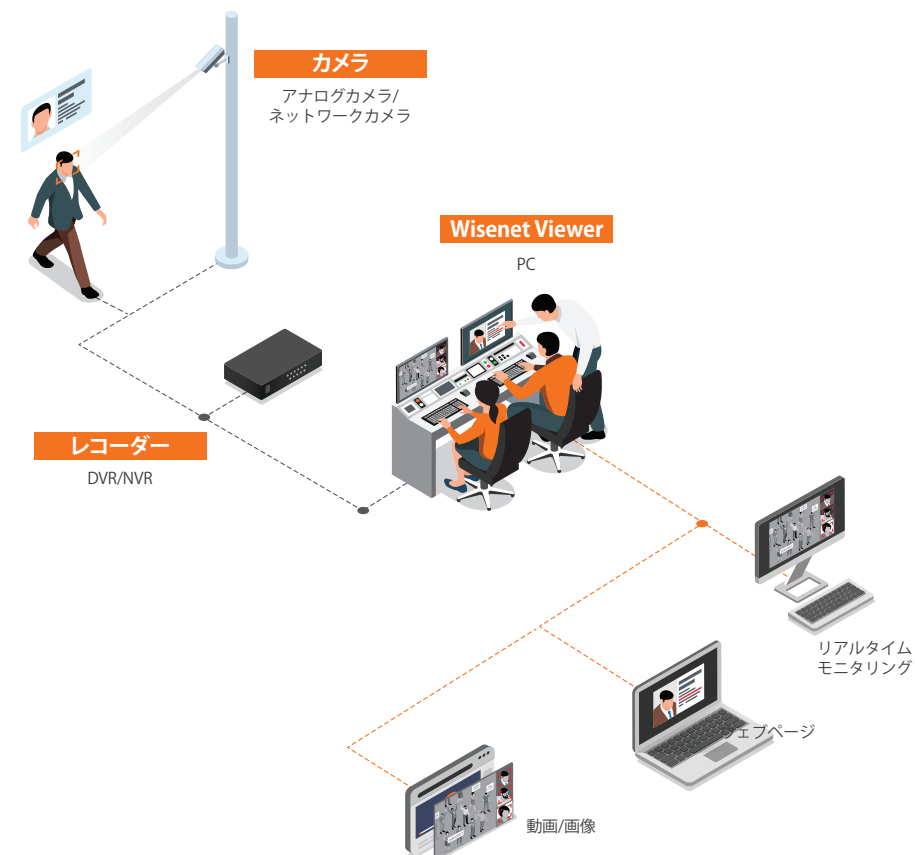 カメラ
アナログカメラ/
ネットワークカメラ
Wisenet Viewer
PC
レコーダー
DVR/NVR
リアルタイム
モニタリング
ウェブページ
動画/画像